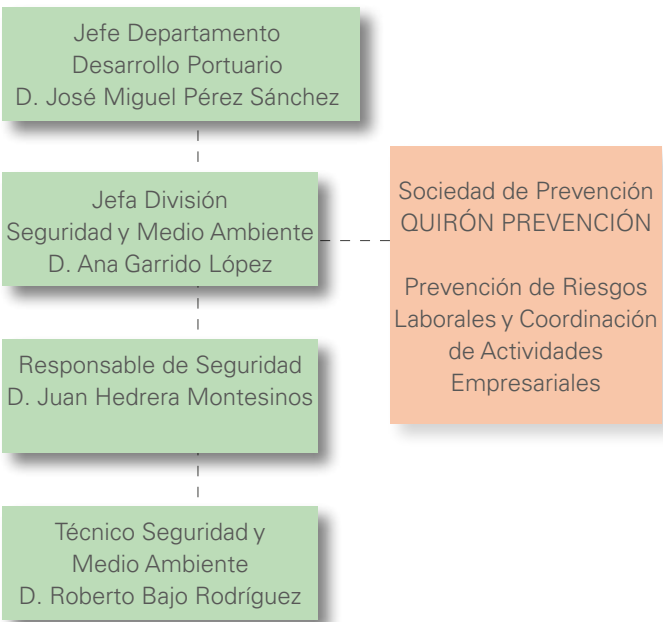 Jefe Departamento
Desarrollo Portuario
D. José Miguel Pérez Sánchez
Jefa División
Seguridad y Medio Ambiente
D. Ana Garrido López
Sociedad de Prevención
QUIRÓN PREVENCIÓN
Prevención de Riesgos
Laborales y Coordinación
de Actividades
Empresariales
Responsable de Seguridad
D. Juan Hedrera Montesinos
Técnico Seguridad y
Medio Ambiente
D. Roberto Bajo Rodríguez